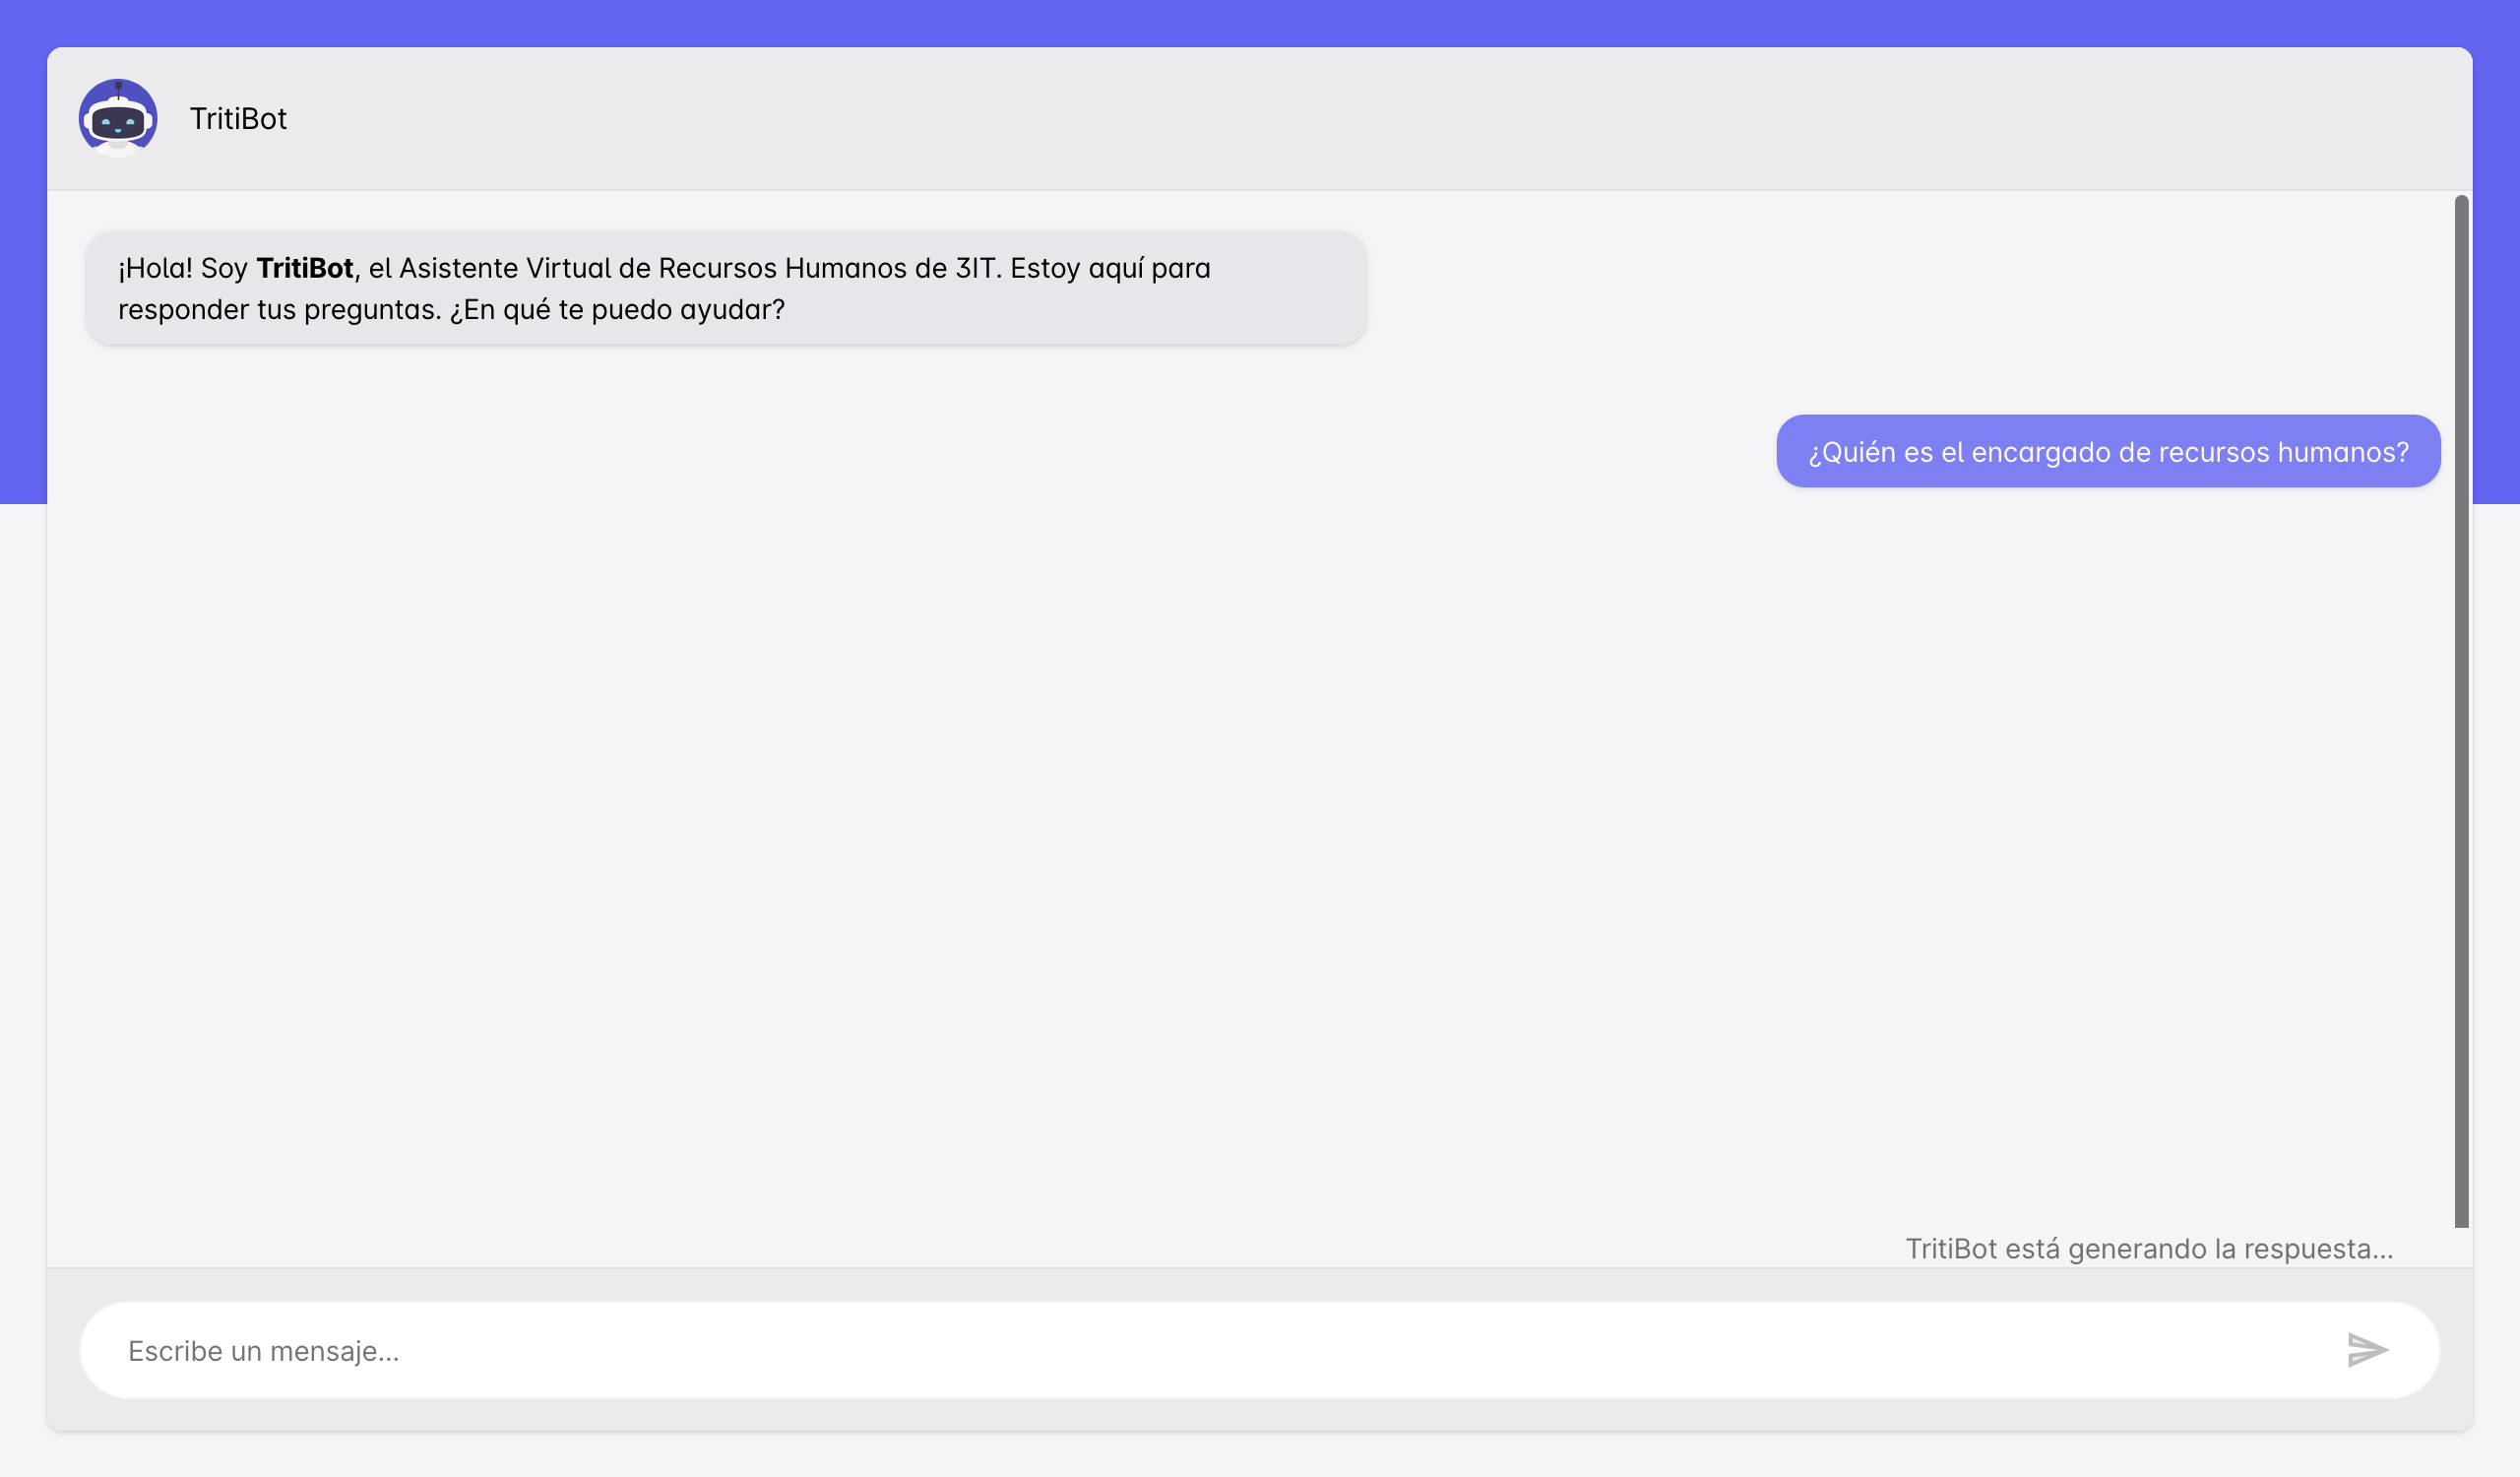 TritiBot
¡Hola! Soy TritiBot, el Asistente Virtual de Recursos Humanos de 3IT. Estoy aquí para
responder tus preguntas. ¿En qué te puedo ayudar?
¿Quién es el encargado de recursos humanos?
TritiBot está generando la respuesta...
Escribe un mensaje...